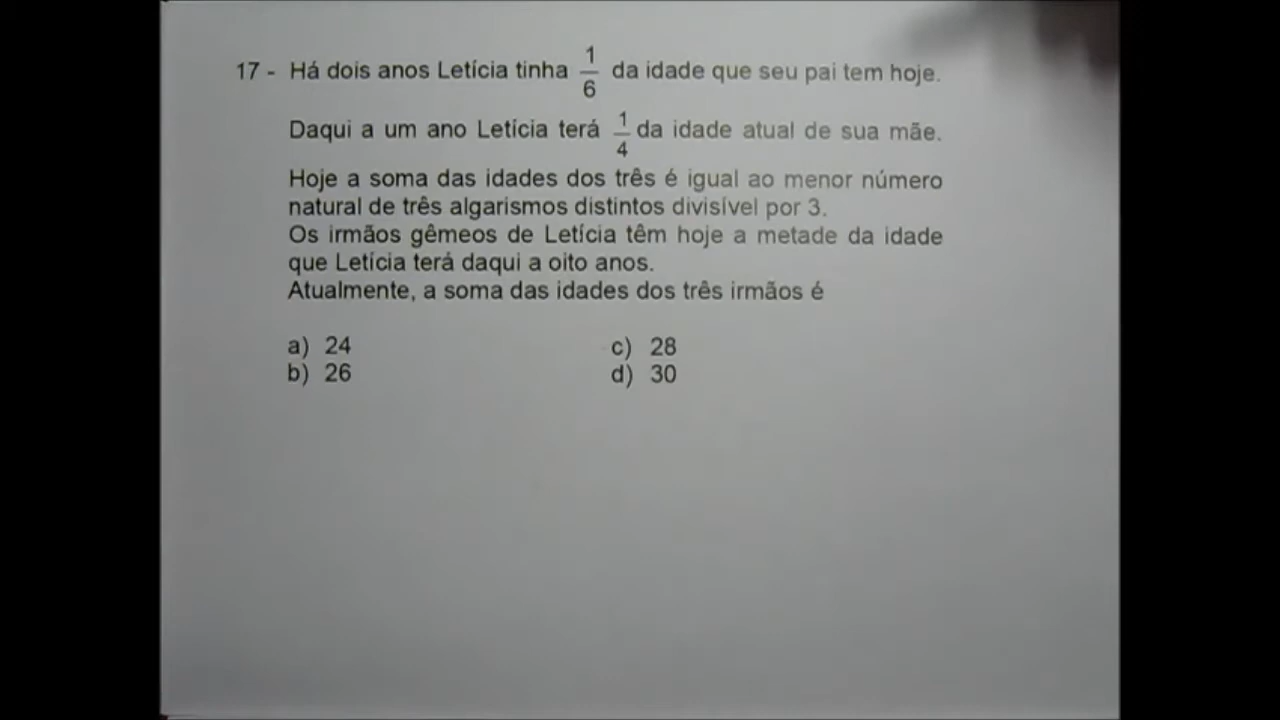 17 - Há dois anos Letícia tinha 1/6 da idade que seu pai tem hoje.
Daqui a um ano Letícia terá 1/4 da idade atual de sua mãe.
Hoje a soma das idades dos três é igual ao menor número
natural de três algarismos distintos divisível por 3.
Os irmãos gêmeos de Letícia têm hoje a metade da idade
que Letícia terá daqui a oito anos.
Atualmente, a soma das idades dos três irmãos é
a) 24 c) 28
b) 26 d) 30